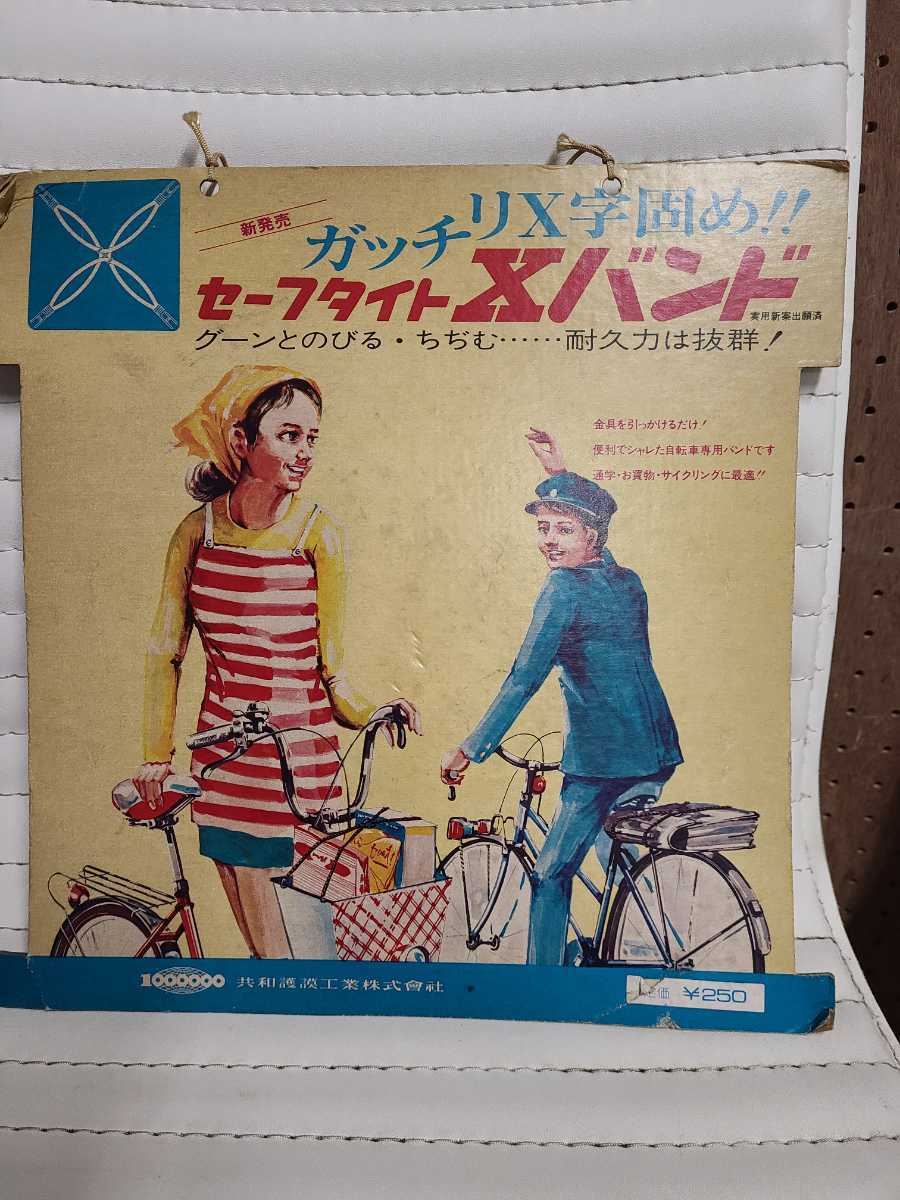 新発売
ガッチリX字固め!!
セーフタイトXバンド
実用新案出願済
グーンとのびる・ちぢむ……耐久力は抜群!
金具を引っかけるだけ!
便利でシャレた自転車専用バンドです
通学・お買物・サイクリングに最適!!
1000000 共和護謨工業株式會社
価 ¥250